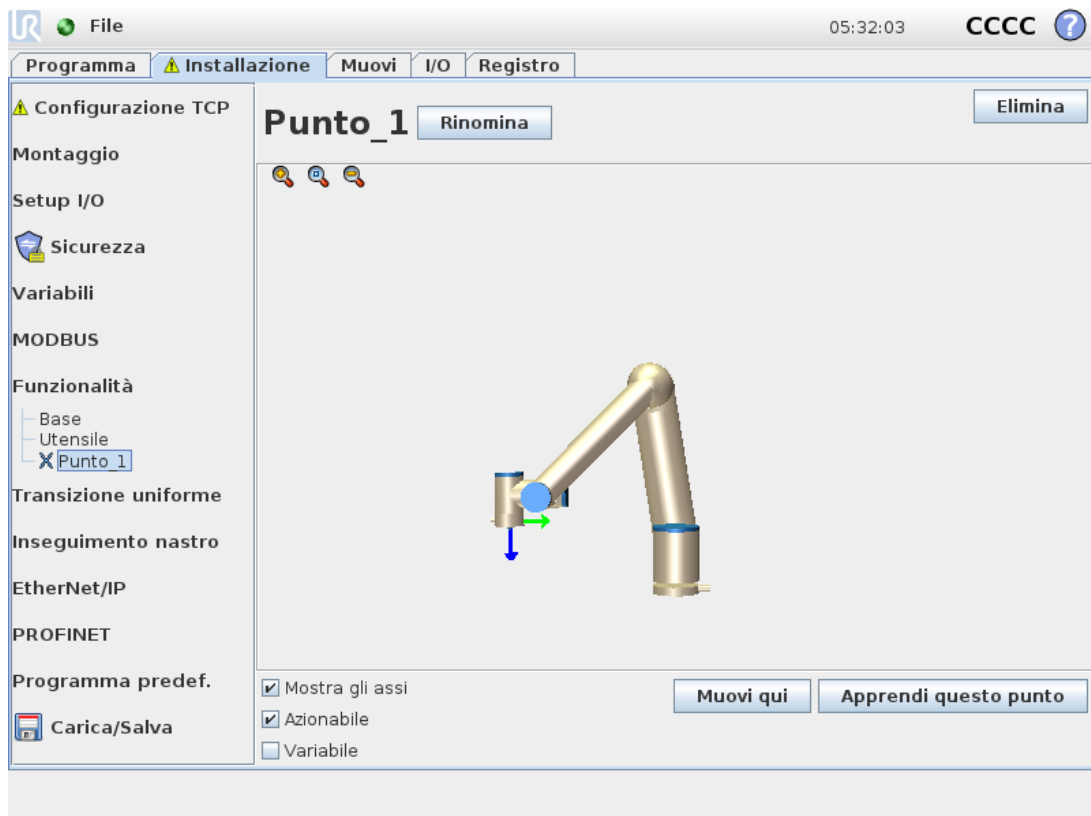 UR File 05:32:03 CCCC ?
Programma Installazione Muovi I/O Registro
Configurazione TCP
Montaggio
Setup I/O
Sicurezza
Variabili
MODBUS
Funzionalità
Base
Utensile
Punto_1
Transizione uniforme
Inseguimento nastro
EtherNet/IP
PROFINET
Programma predef.
Carica/Salva
Punto_1 Rinomina
Elimina
Mostra gli assi
Azionabile
Variabile
Muovi qui Apprendi questo punto